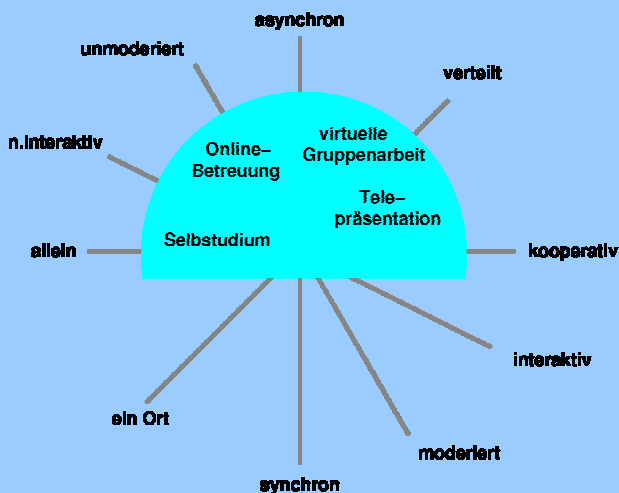 asynchron
unmoderiert
verteilt
n.interaktiv
Online–
Betreuung
virtuelle
Gruppenarbeit
Tele–
präsentation
Selbstudium
allein
kooperativ
interaktiv
ein Ort
moderiert
synchron